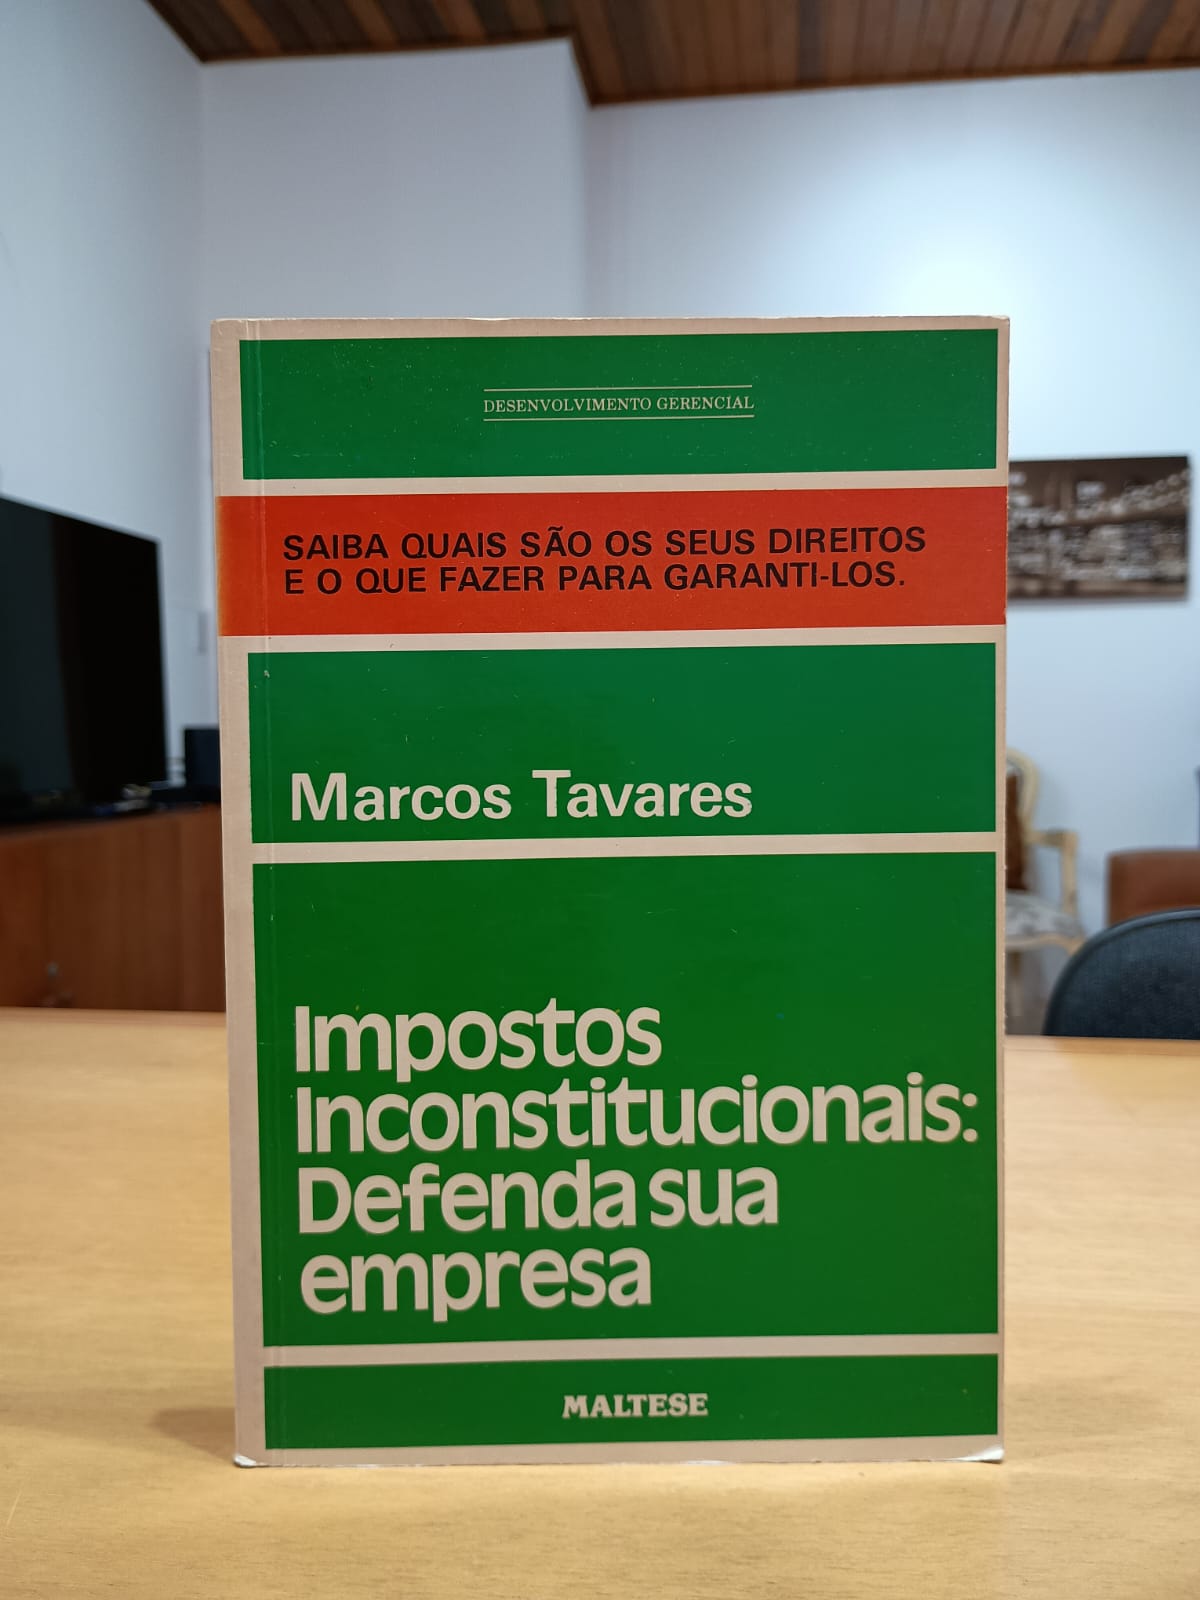 DESENVOLVIMENTO GERENCIAL
SAIBA QUAIS SÃO OS SEUS DIREITOS
E O QUE FAZER PARA GARANTI-LOS.
Marcos Tavares
Impostos
Inconstitucionais:
Defenda sua
empresa
MALTESE